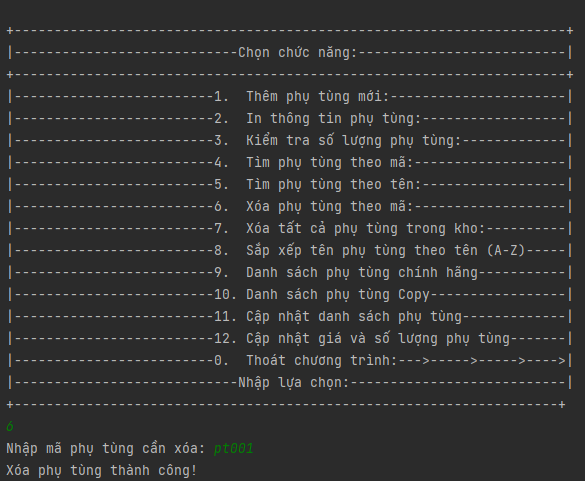 +---------------------------------------------------------------------+
|----------------------------Chọn chức năng:--------------------------|
+---------------------------------------------------------------------+
|-------------------------1.  Thêm phụ tùng mới:----------------------|
|-------------------------2.  In thông tin phụ tùng:------------------|
|-------------------------3.  Kiểm tra số lượng phụ tùng:-------------|
|-------------------------4.  Tìm phụ tùng theo mã:-------------------|
|-------------------------5.  Tìm phụ tùng theo tên:------------------|
|-------------------------6.  Xóa phụ tùng theo mã:-------------------|
|-------------------------7.  Xóa tất cả phụ tùng trong kho:----------|
|-------------------------8.  Sắp xếp tên phụ tùng theo tên (A-Z)-----|
|-------------------------9.  Danh sách phụ tùng chính hãng-----------|
|-------------------------10. Danh sách phụ tùng Copy-----------------|
|-------------------------11. Cập nhật danh sách phụ tùng-------------|
|-------------------------12. Cập nhật giá và số lượng phụ tùng-------|
|-------------------------0.  Thoát chương trình:--->----->----->---->|
|----------------------------Nhập lựa chọn:---------------------------|
+--------------------------------------------------------------------+
6
Nhập mã phụ tùng cần xóa: pt001
Xóa phụ tùng thành công!